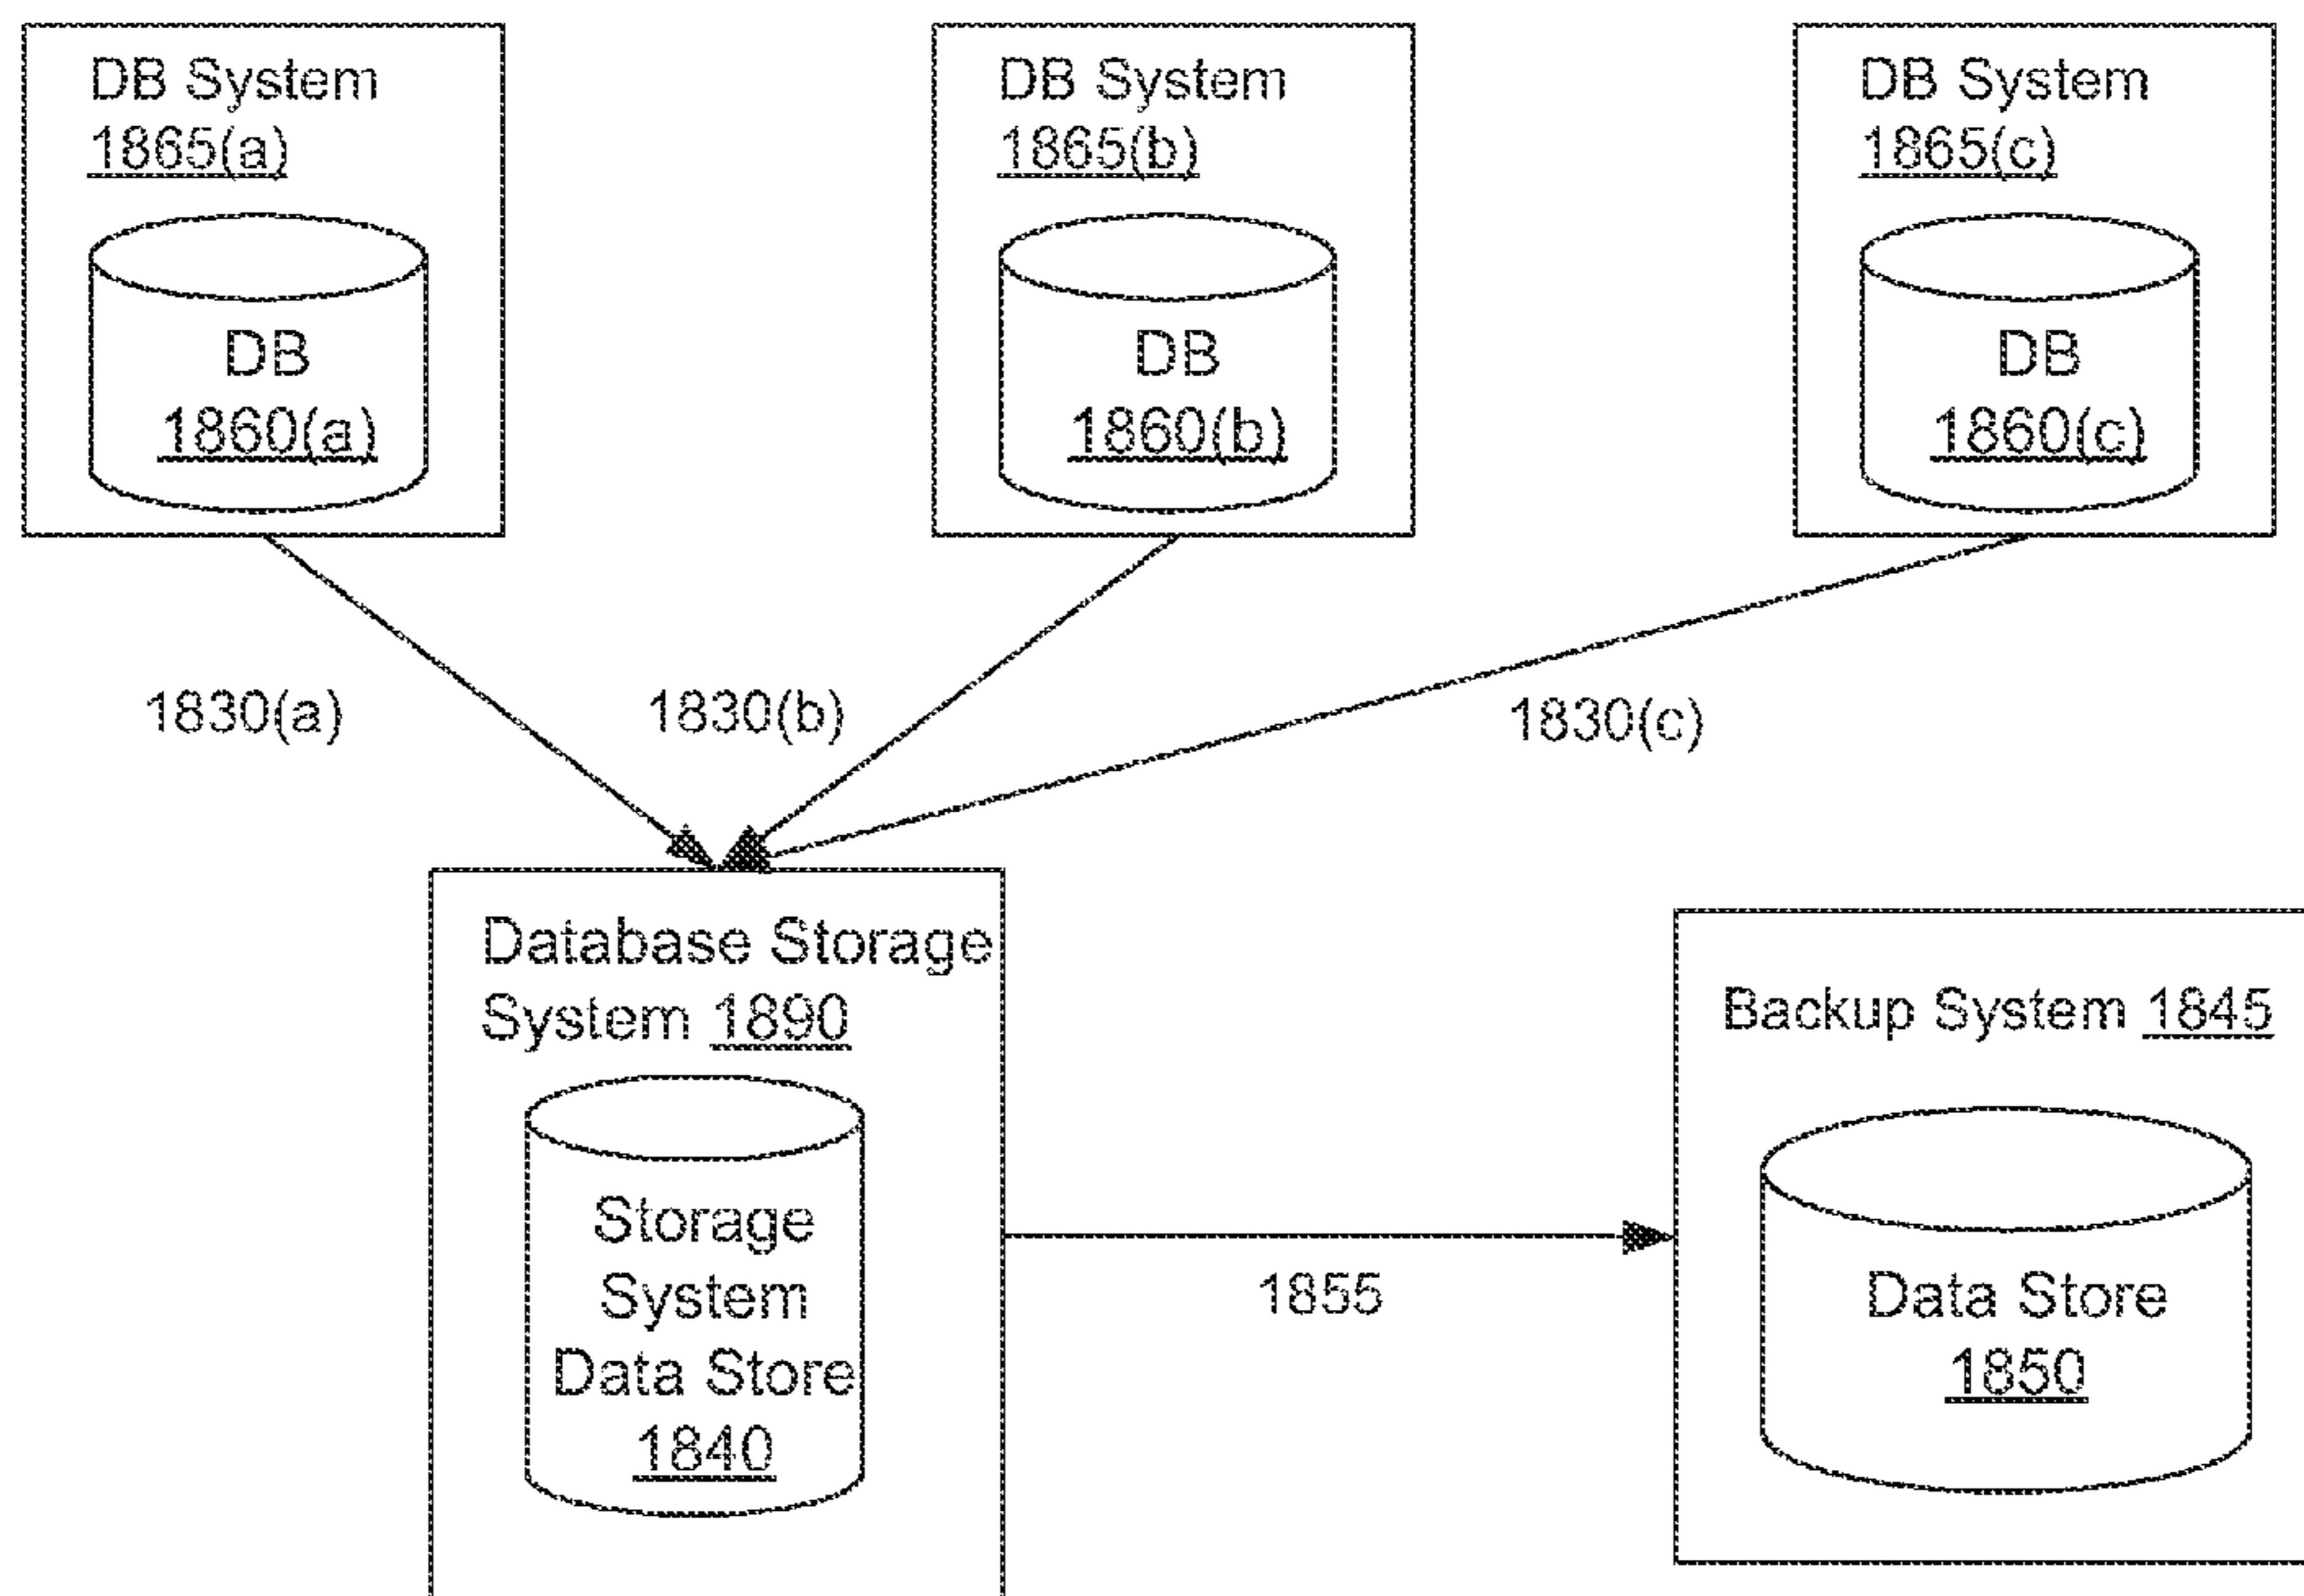 DB System
1865(a)
DB
1860(a)
DB System
1865(b)
DB
1860(b)
DB System
1865(c)
DB
1860(c)
1830(a)
1830(b)
1830(c)
Database Storage
System 1890
Storage
System
Data Store
1840
1855
Backup System 1845
Data Store
1850